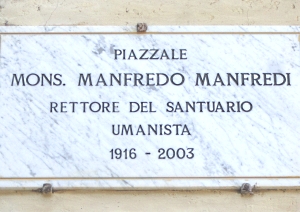 PIAZZALE
MONS. MANFREDO MANFREDI
RETTORE DEL SANTUARIO
UMANISTA
1916 - 2003